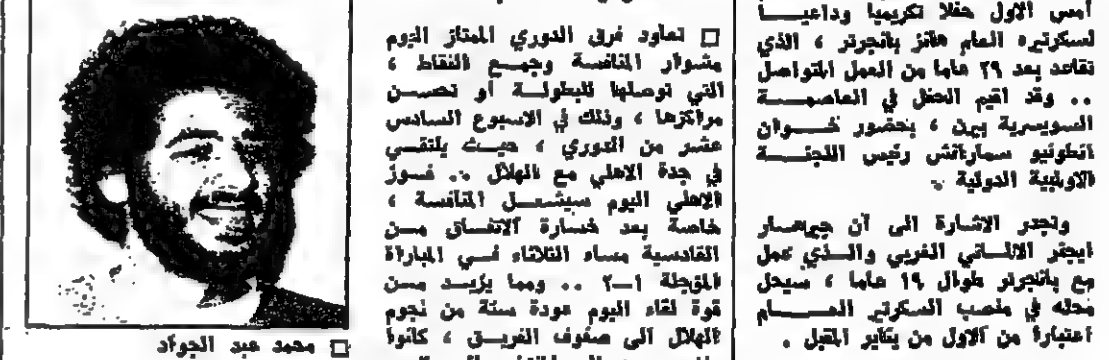 أمس الاول حفلا تكريميا وداعيا
لسكرتيره العام هانز بانجرتر ، الذي
تقاعد بعد ٢٩ عاما من العمل المتواصل
.. وقد اقيم الحفل في العاصمة
السويسرية بيرن ، بحضور خوان
انطونيو سمارانش رئيس اللجنة
الاولمبية الدولية .
وتجدر الاشارة الى أن جيرهار
ايجنر الالماني الغربي والذي عمل
مع بانجرتر طوال ١٩ عاما ، سيحل
محله في منصب السكرتير العام
اعتبارا من الاول من يناير المقبل .
□ تعاود فرق الدوري الممتاز اليوم
مشوار المنافسة وجمع النقاط ،
التي توصلها للبطولة أو تحسن
مراكزها ، وذلك في الاسبوع السادس
عشر من الدوري ، حيث يلتقي
في جدة الاهلي مع الهلال .. فوز
الاهلي اليوم سيشعل المنافسة ،
خاصة بعد خسارة الاتفاق من
القادسية مساء الثلاثاء في المباراة
المؤجلة ١ــ٢ .. ومما يزيد من
قوة لقاء اليوم عودة ستة من نجوم
الهلال الى صفوف الفريق ، كانوا
□ محمد عبد الجواد